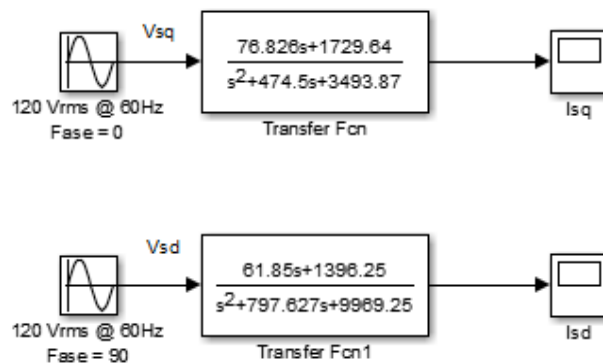 Vsq
76.826s+1729.64
s²+474.5s+3493.87
120 Vrms @ 60Hz
Fase = 0
Transfer Fcn
Isq
Vsd
61.85s+1396.25
s²+797.627s+9969.25
120 Vrms @ 60Hz
Fase = 90
Transfer Fcn1
Isd